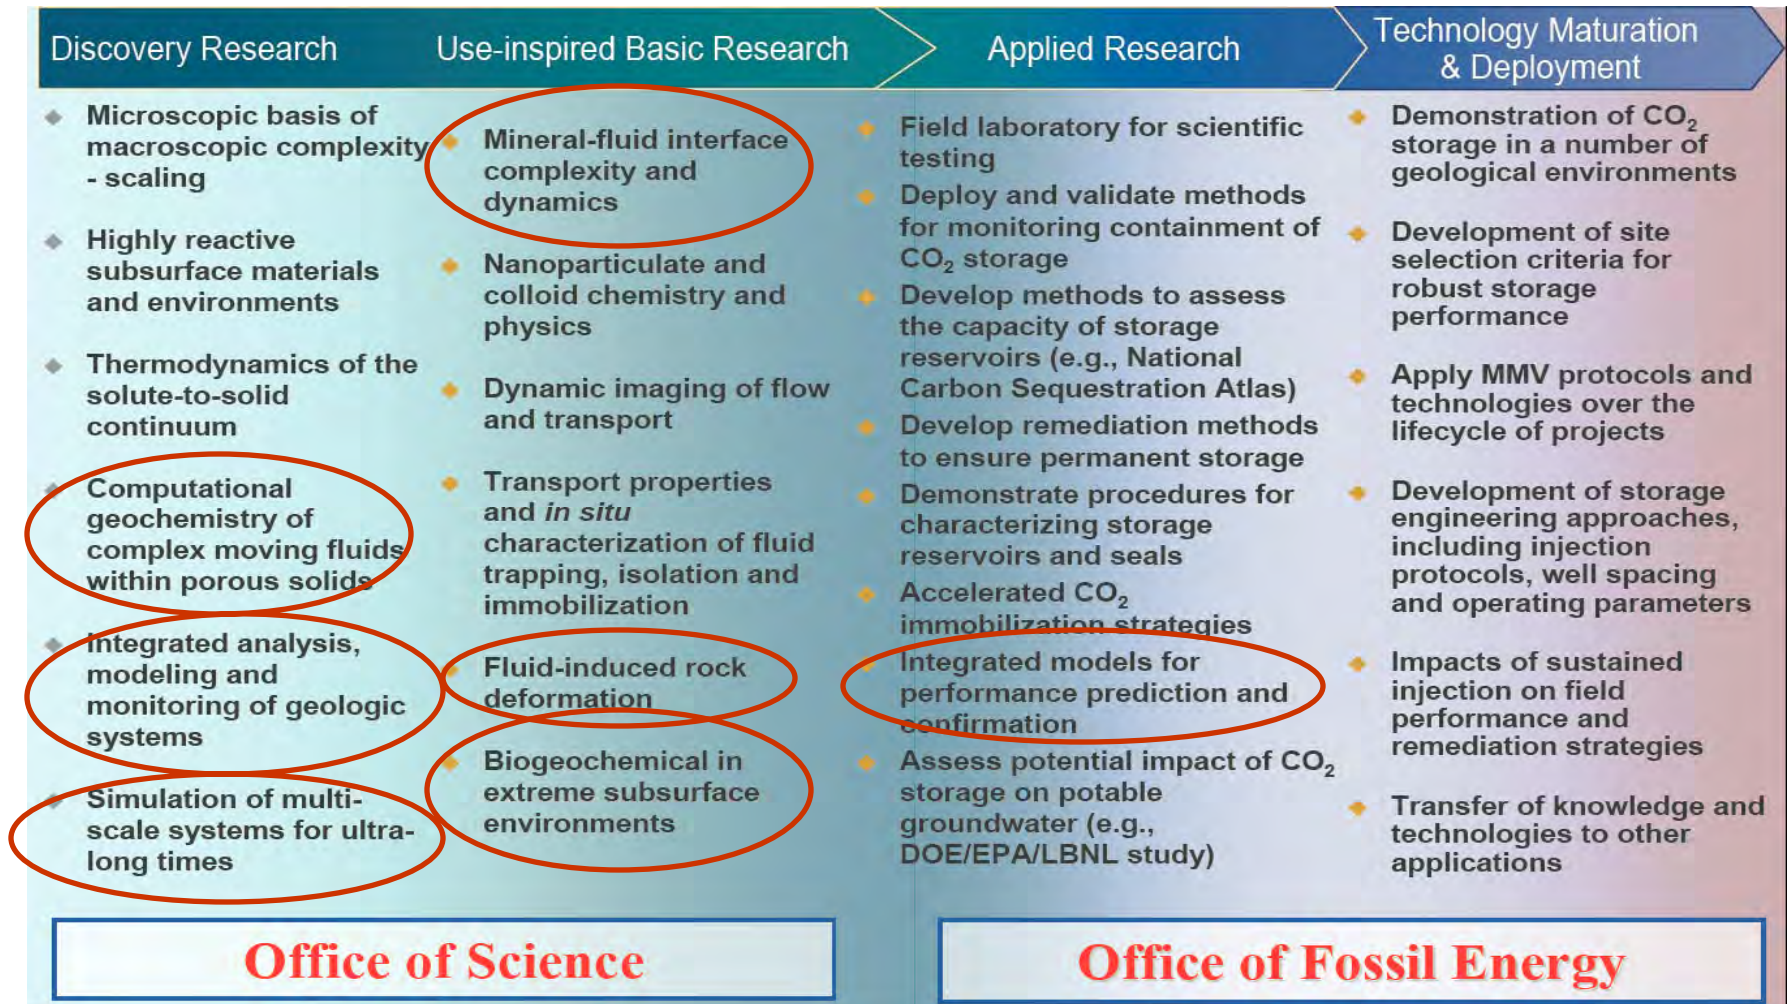 Discovery Research
Use-inspired Basic Research
Applied Research
Technology Maturation
& Deployment
Microscopic basis of
macroscopic complexity
- scaling
Highly reactive
subsurface materials
and environments
Thermodynamics of the
solute-to-solid
continuum
Computational
geochemistry of
complex moving fluids
within porous solids
Integrated analysis,
modeling and
monitoring of geologic
systems
Simulation of multi-
scale systems for ultra-
long times
Mineral-fluid interface
complexity and
dynamics
Nanoparticulate and
colloid chemistry and
physics
Dynamic imaging of flow
and transport
Transport properties
and in situ
characterization of fluid
trapping, isolation and
immobilization
Fluid-induced rock
deformation
Biogeochemical in
extreme subsurface
environments
Field laboratory for scientific
testing
Deploy and validate methods
for monitoring containment of
CO2 storage
Develop methods to assess
the capacity of storage
reservoirs (e.g., National
Carbon Sequestration Atlas)
Develop remediation methods
to ensure permanent storage
Demonstrate procedures for
characterizing storage
reservoirs and seals
Accelerated CO2
immobilization strategies
Integrated models for
performance prediction and
confirmation
Assess potential impact of CO2
storage on potable
groundwater (e.g.,
DOE/EPA/LBNL study)
Demonstration of CO2
storage in a number of
geological environments
Development of site
selection criteria for
robust storage
performance
Apply MMV protocols and
technologies over the
lifecycle of projects
Development of storage
engineering approaches,
including injection
protocols, well spacing
and operating parameters
Impacts of sustained
injection on field
performance and
remediation strategies
Transfer of knowledge and
technologies to other
applications
Office of Science
Office of Fossil Energy